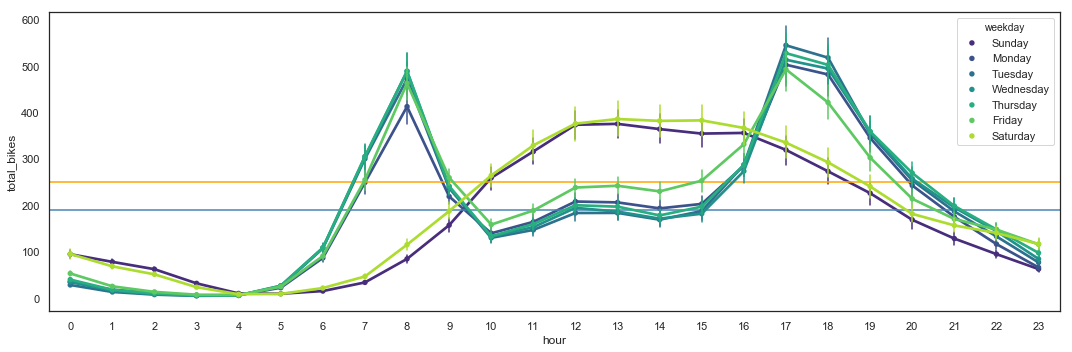 600
500
400
300
200
100
0
total_bikes
weekday
Sunday
Monday
Tuesday
Wednesday
Thursday
Friday
Saturday
0 1 2 3 4 5 6 7 8 9 10 11 12 13 14 15 16 17 18 19 20 21 22 23
hour